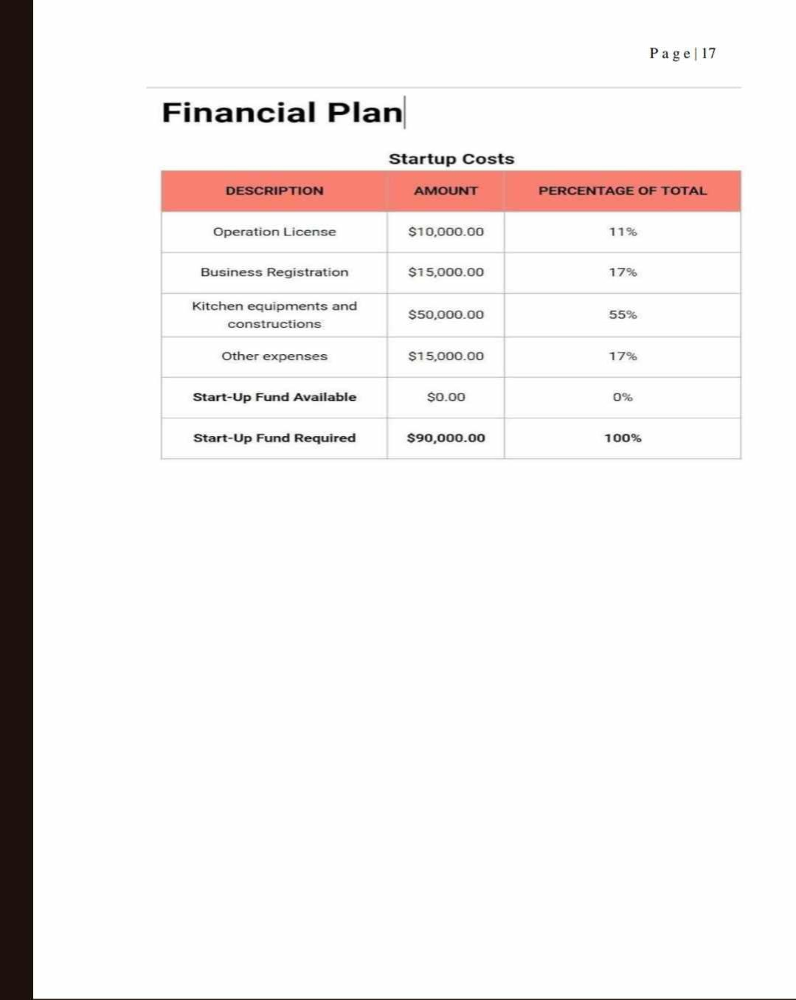 Page|17
Financial Plan
Startup Costs
DESCRIPTION AMOUNT PERCENTAGE OF TOTAL
Operation License $10,000.00 11%
Business Registration $15,000.00 17%
Kitchen equipments and
constructions $50,000.00 55%
Other expenses $15,000.00 17%
Start-Up Fund Available $0.00 0%
Start-Up Fund Required $90,000.00 100%